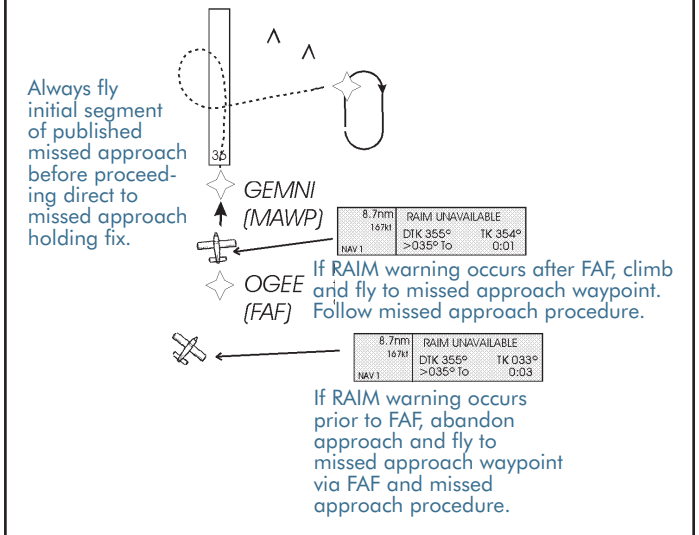 Always fly
initial segment
of published
missed approach
before proceed-
ing direct to
missed approach
holding fix.
36
GEMNI
(MAWP)
8.7nm
167kt
NAV 1
RAIM UNAVAILABLE
DTK 355° TK 354°
>035° To 0:01
If RAIM warning occurs after FAF, climb
and fly to missed approach waypoint.
Follow missed approach procedure.
OGEE
(FAF)
8.7nm
167kt
NAV 1
RAIM UNAVAILABLE
DTK 355° TK 033°
>035° To 0:03
If RAIM warning occurs
prior to FAF, abandon
approach and fly to
missed approach waypoint
via FAF and missed
approach procedure.